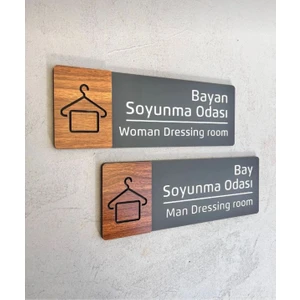 Bayan
Soyunma Odası
Woman Dressing room
Bay
Soyunma Odası
Man Dressing room